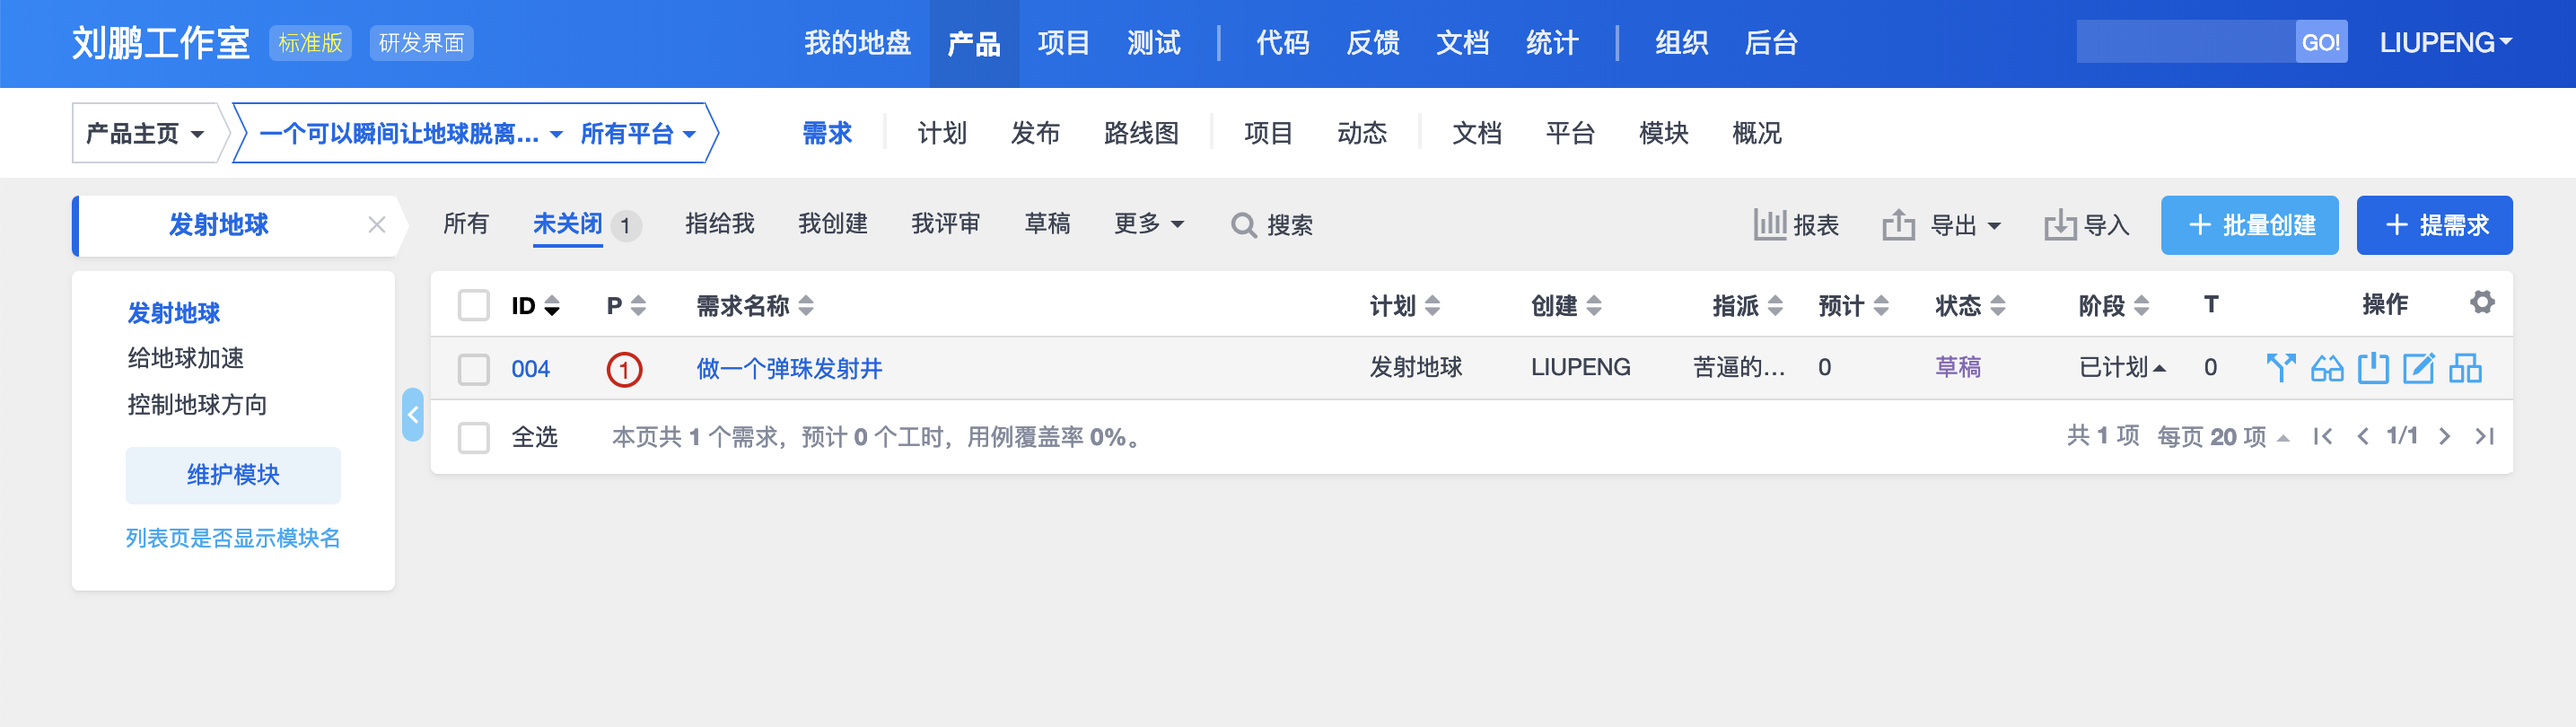 刘鹏工作室 标准版 研发界面 我的地盘 产品 项目 测试 代码 反馈 文档 统计 组织 后台 GO! LIUPENG
产品主页 一个可以瞬间让地球脱离... 所有平台 需求 计划 发布 路线图 项目 动态 文档 平台 模块 概况
发射地球 所有 未关闭 1 指给我 我创建 我评审 草稿 更多 搜索 报表 导出 导入 批量创建 提需求
发射地球
给地球加速
控制地球方向
维护模块
列表页是否显示模块名
ID P 需求名称 计划 创建 指派 预计 状态 阶段 T 操作
004 1 做一个弹珠发射井 发射地球 LIUPENG 苦逼的... 0 草稿 已计划 0
全选 本页共 1 个需求，预计 0 个工时，用例覆盖率 0%。 共 1 项 每页 20 项 1/1